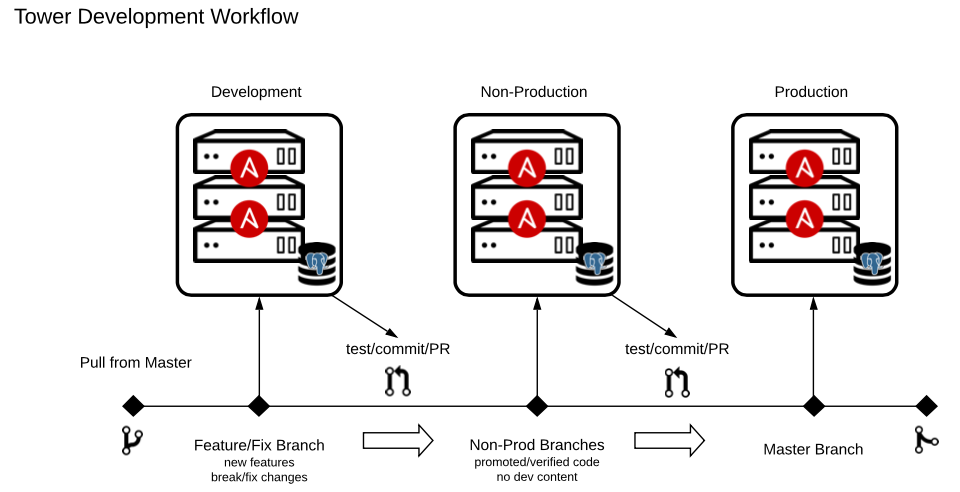 Tower Development Workflow
Development
Non-Production
Production
test/commit/PR
test/commit/PR
Pull from Master
Feature/Fix Branch
new features
break/fix changes
Non-Prod Branches
promoted/verified code
no dev content
Master Branch